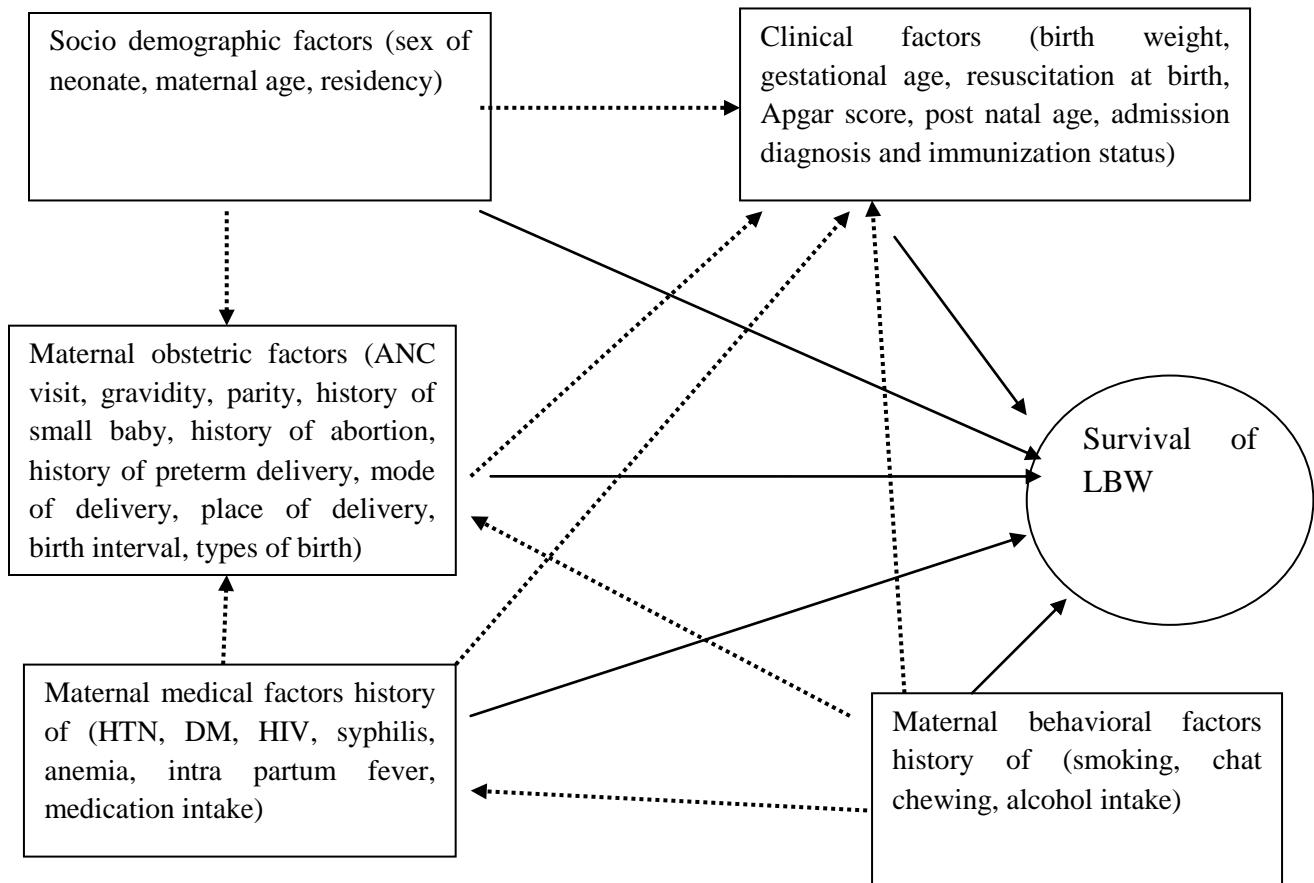 Socio demographic factors (sex of
neonate, maternal age, residency)
Clinical factors (birth weight,
gestational age, resuscitation at birth,
Apgar score, post natal age, admission
diagnosis and immunization status)
Maternal obstetric factors (ANC
visit, gravidity, parity, history of
small baby, history of abortion,
history of preterm delivery, mode
of delivery, place of delivery,
birth interval, types of birth)
Survival of
LBW
Maternal medical factors history
of (HTN, DM, HIV, syphilis,
anemia, intra partum fever,
medication intake)
Maternal behavioral factors
history of (smoking, chat
chewing, alcohol intake)